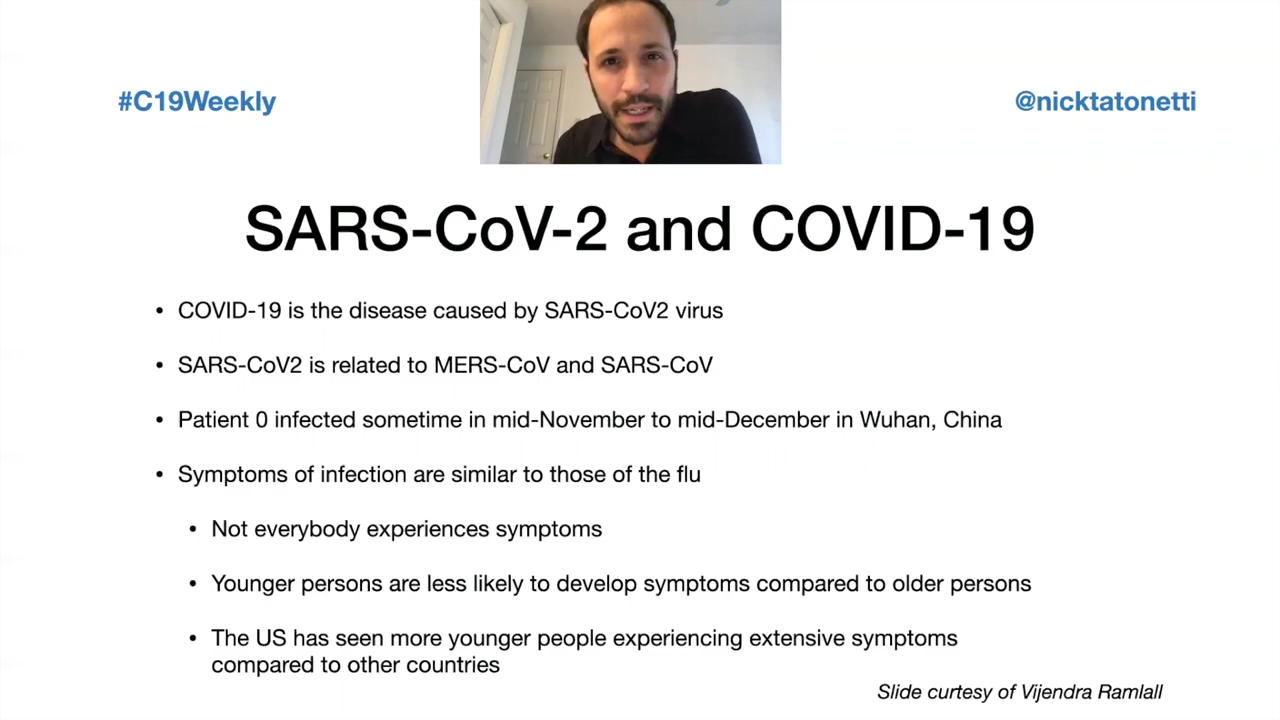 #C19Weekly
@nicktatonetti
SARS-CoV-2 and COVID-19
• COVID-19 is the disease caused by SARS-CoV2 virus
• SARS-CoV2 is related to MERS-CoV and SARS-CoV
• Patient 0 infected sometime in mid-November to mid-December in Wuhan, China
• Symptoms of infection are similar to those of the flu
• Not everybody experiences symptoms
• Younger persons are less likely to develop symptoms compared to older persons
• The US has seen more younger people experiencing extensive symptoms
compared to other countries
Slide curtesy of Vijendra Ramlall